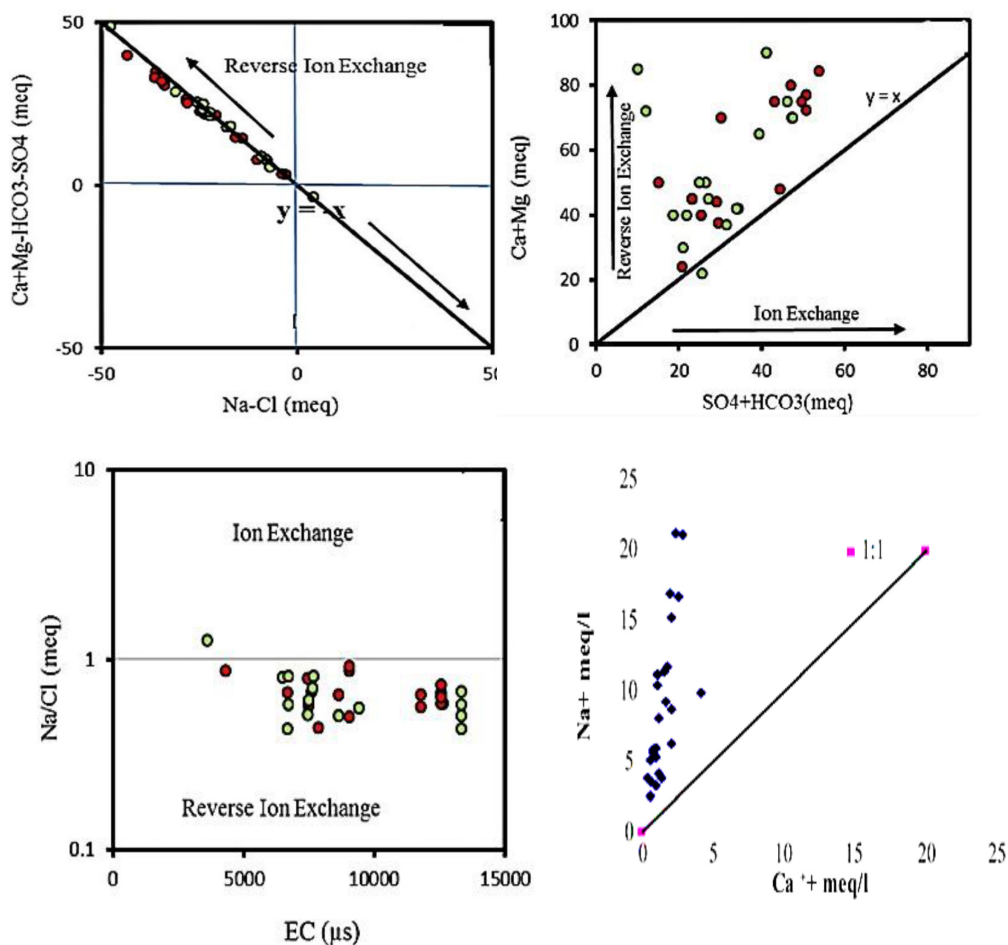 50
Reverse Ion Exchange
Ca+Mg-HCO3-SO4 (meq)
0
y = -x
-50
-50
0
50
Na-Cl (meq)
100
80
60
40
20
0
y = x
Ca+Mg (meq)
Reverse Ion Exchange
Ion Exchange
0
20
40
60
80
SO4+HCO3(meq)
10
Ion Exchange
Na/Cl (meq)
1
Reverse Ion Exchange
0.1
0
5000
10000
15000
EC (µs)
25
20
1:1
15
Na+ meq/l
10
5
0
0
5
10
15
20
25
Ca ++ meq/l